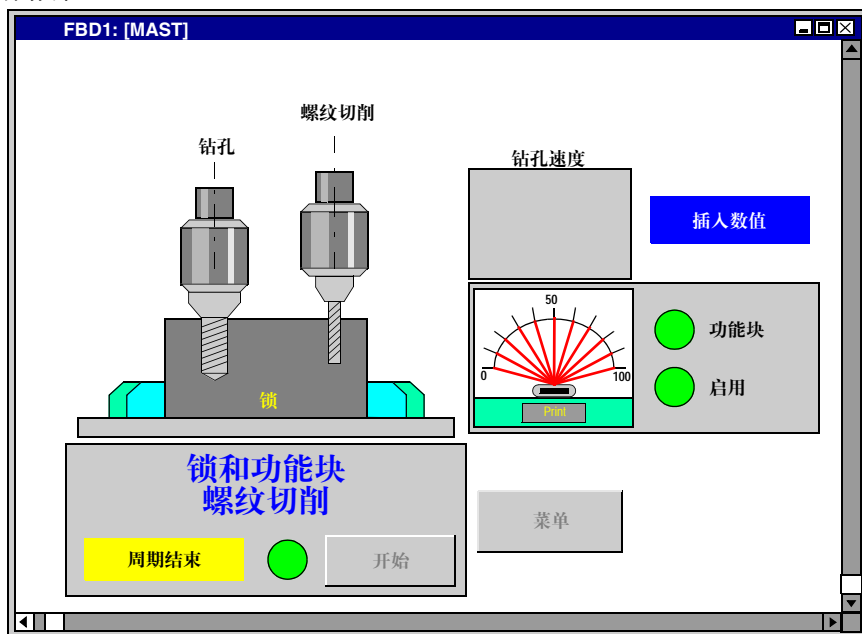 FBD1: [MAST]
螺纹切削
钻孔
钻孔速度
插入数值
50
0
100
功能块
启用
Print
锁
锁和功能块
螺纹切削
周期结束
开始
菜单